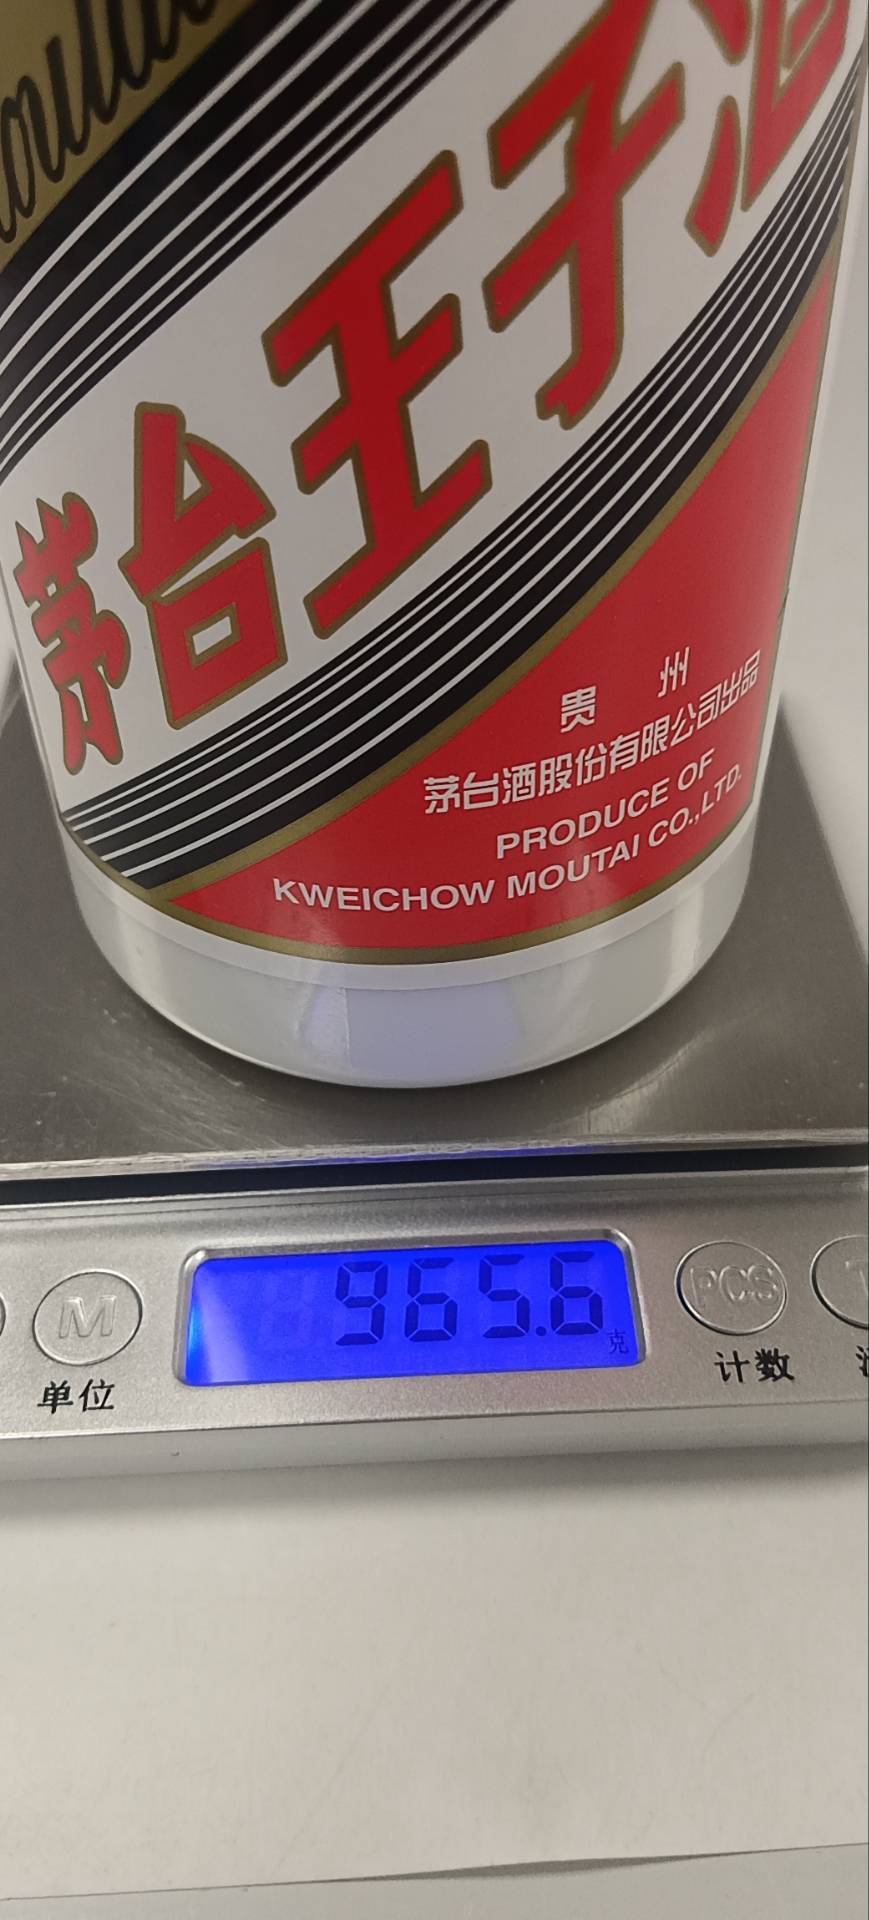 茅台王子酒
贵州
茅台酒股份有限公司出品
PRODUCE OF
KWEICHOW MOUTAI CO.,LTD.
965.6 克
M
PCS
单位
计数